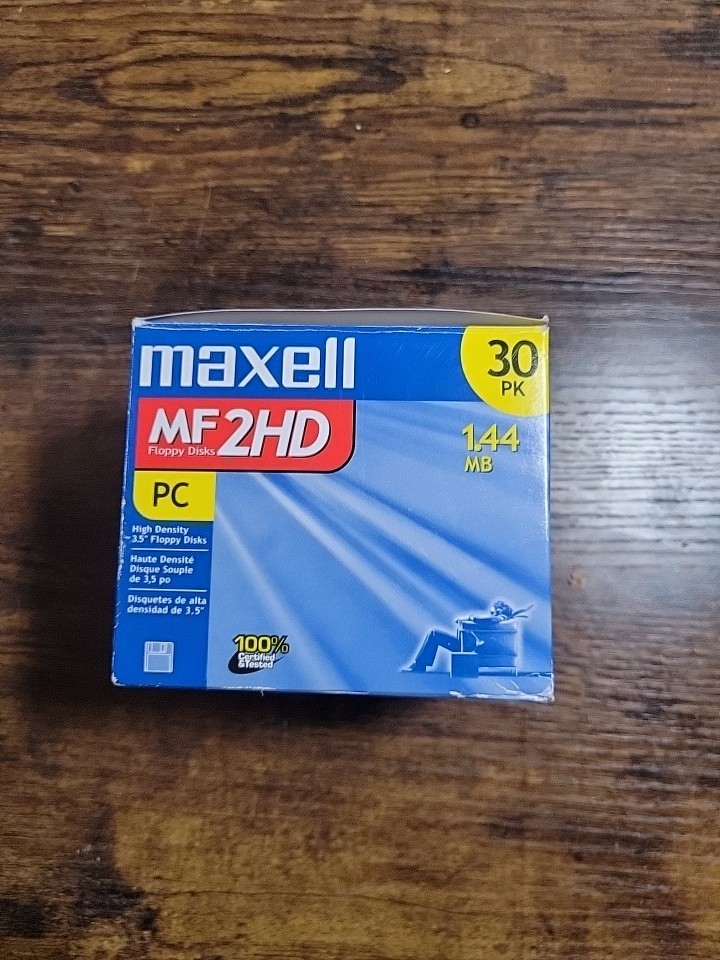 maxell
30
PK
MF 2HD
Floppy Disks
1.44
MB
PC
High Density
3.5" Floppy Disks
Haute Densité
Disque Souple
de 3,5 po
Disquetes de alta
densidad de 3,5"
100%
Certified
&Tested